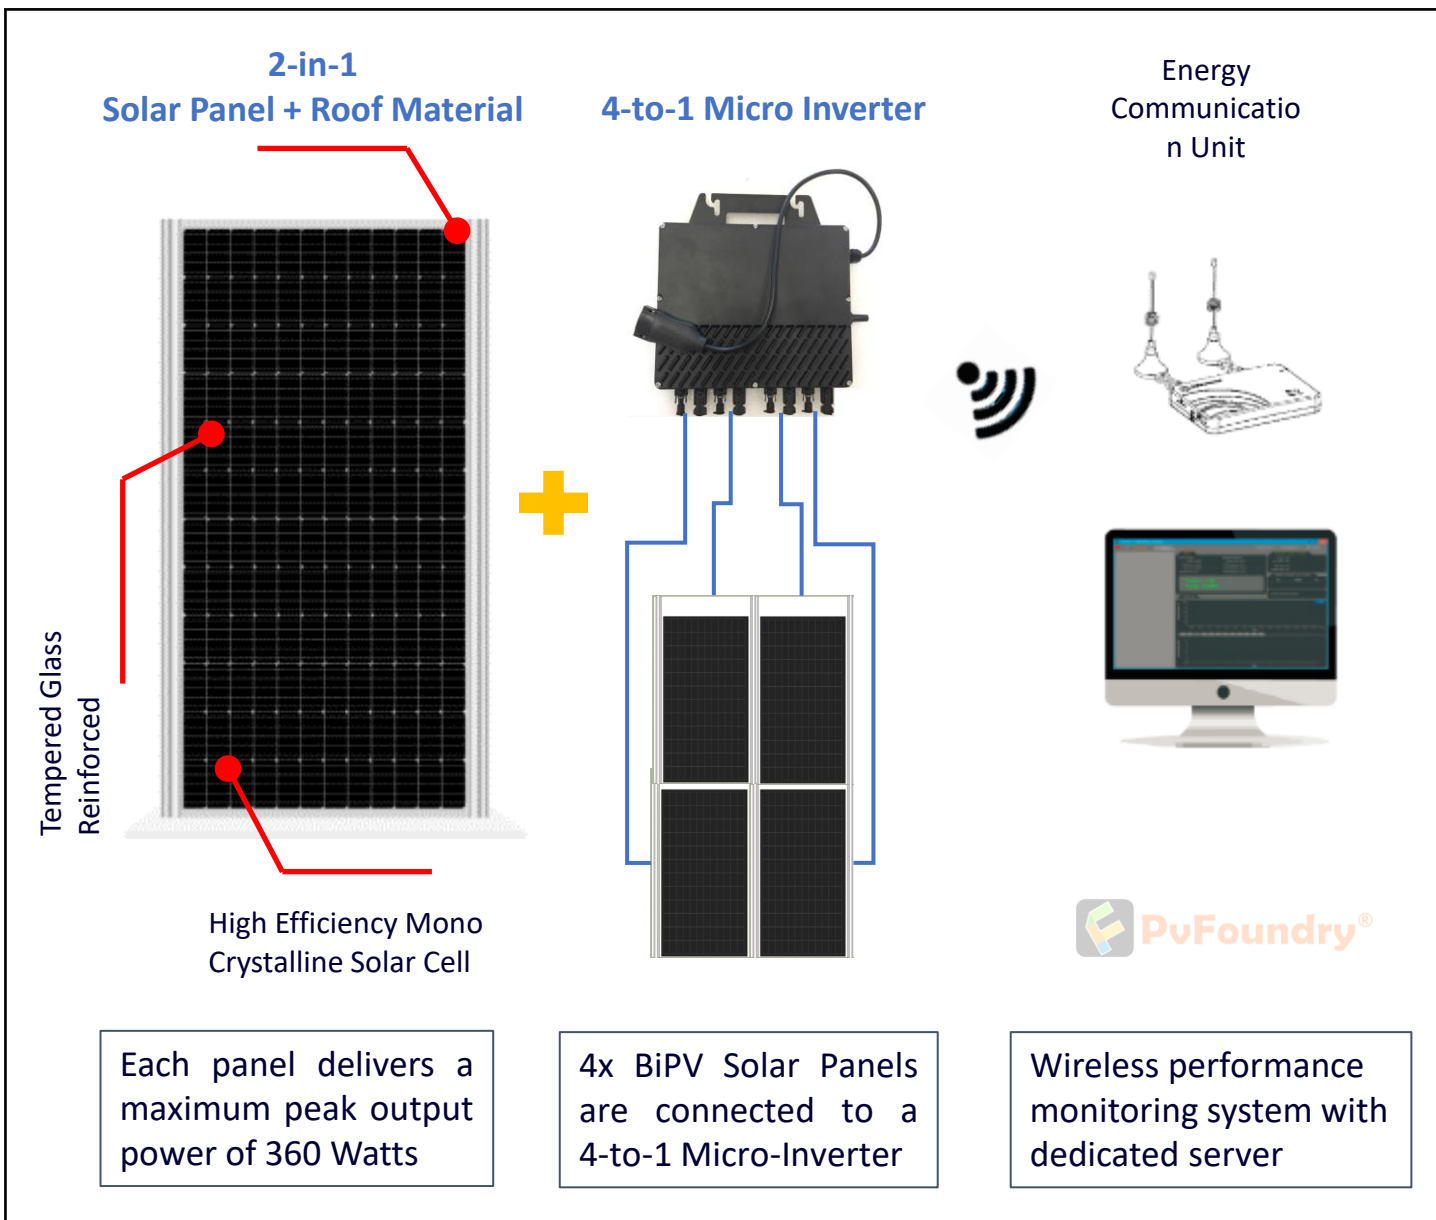 2-in-1
Solar Panel + Roof Material
4-to-1 Micro Inverter
Energy
Communicatio
n Unit
Tempered Glass
Reinforced
High Efficiency Mono
Crystalline Solar Cell
PvFoundry®
Each panel delivers a
maximum peak output
power of 360 Watts
4x BiPV Solar Panels
are connected to a
4-to-1 Micro-Inverter
Wireless performance
monitoring system with
dedicated server